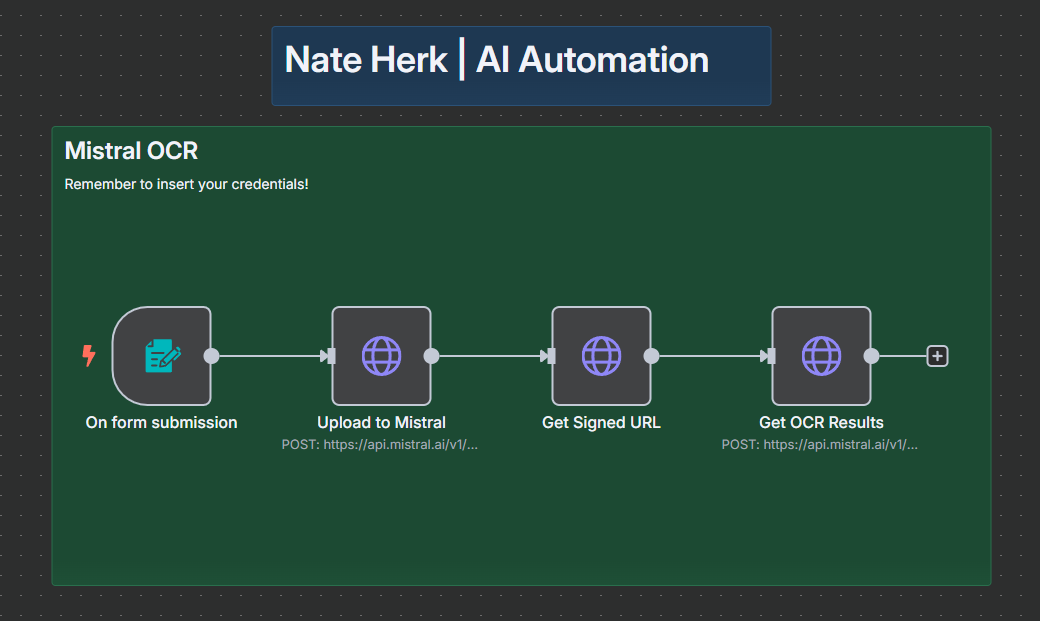 Nate Herk | AI Automation
Mistral OCR
Remember to insert your credentials!
On form submission
Upload to Mistral
POST: https://api.mistral.ai/v1/...
Get Signed URL
Get OCR Results
POST: https://api.mistral.ai/v1/...